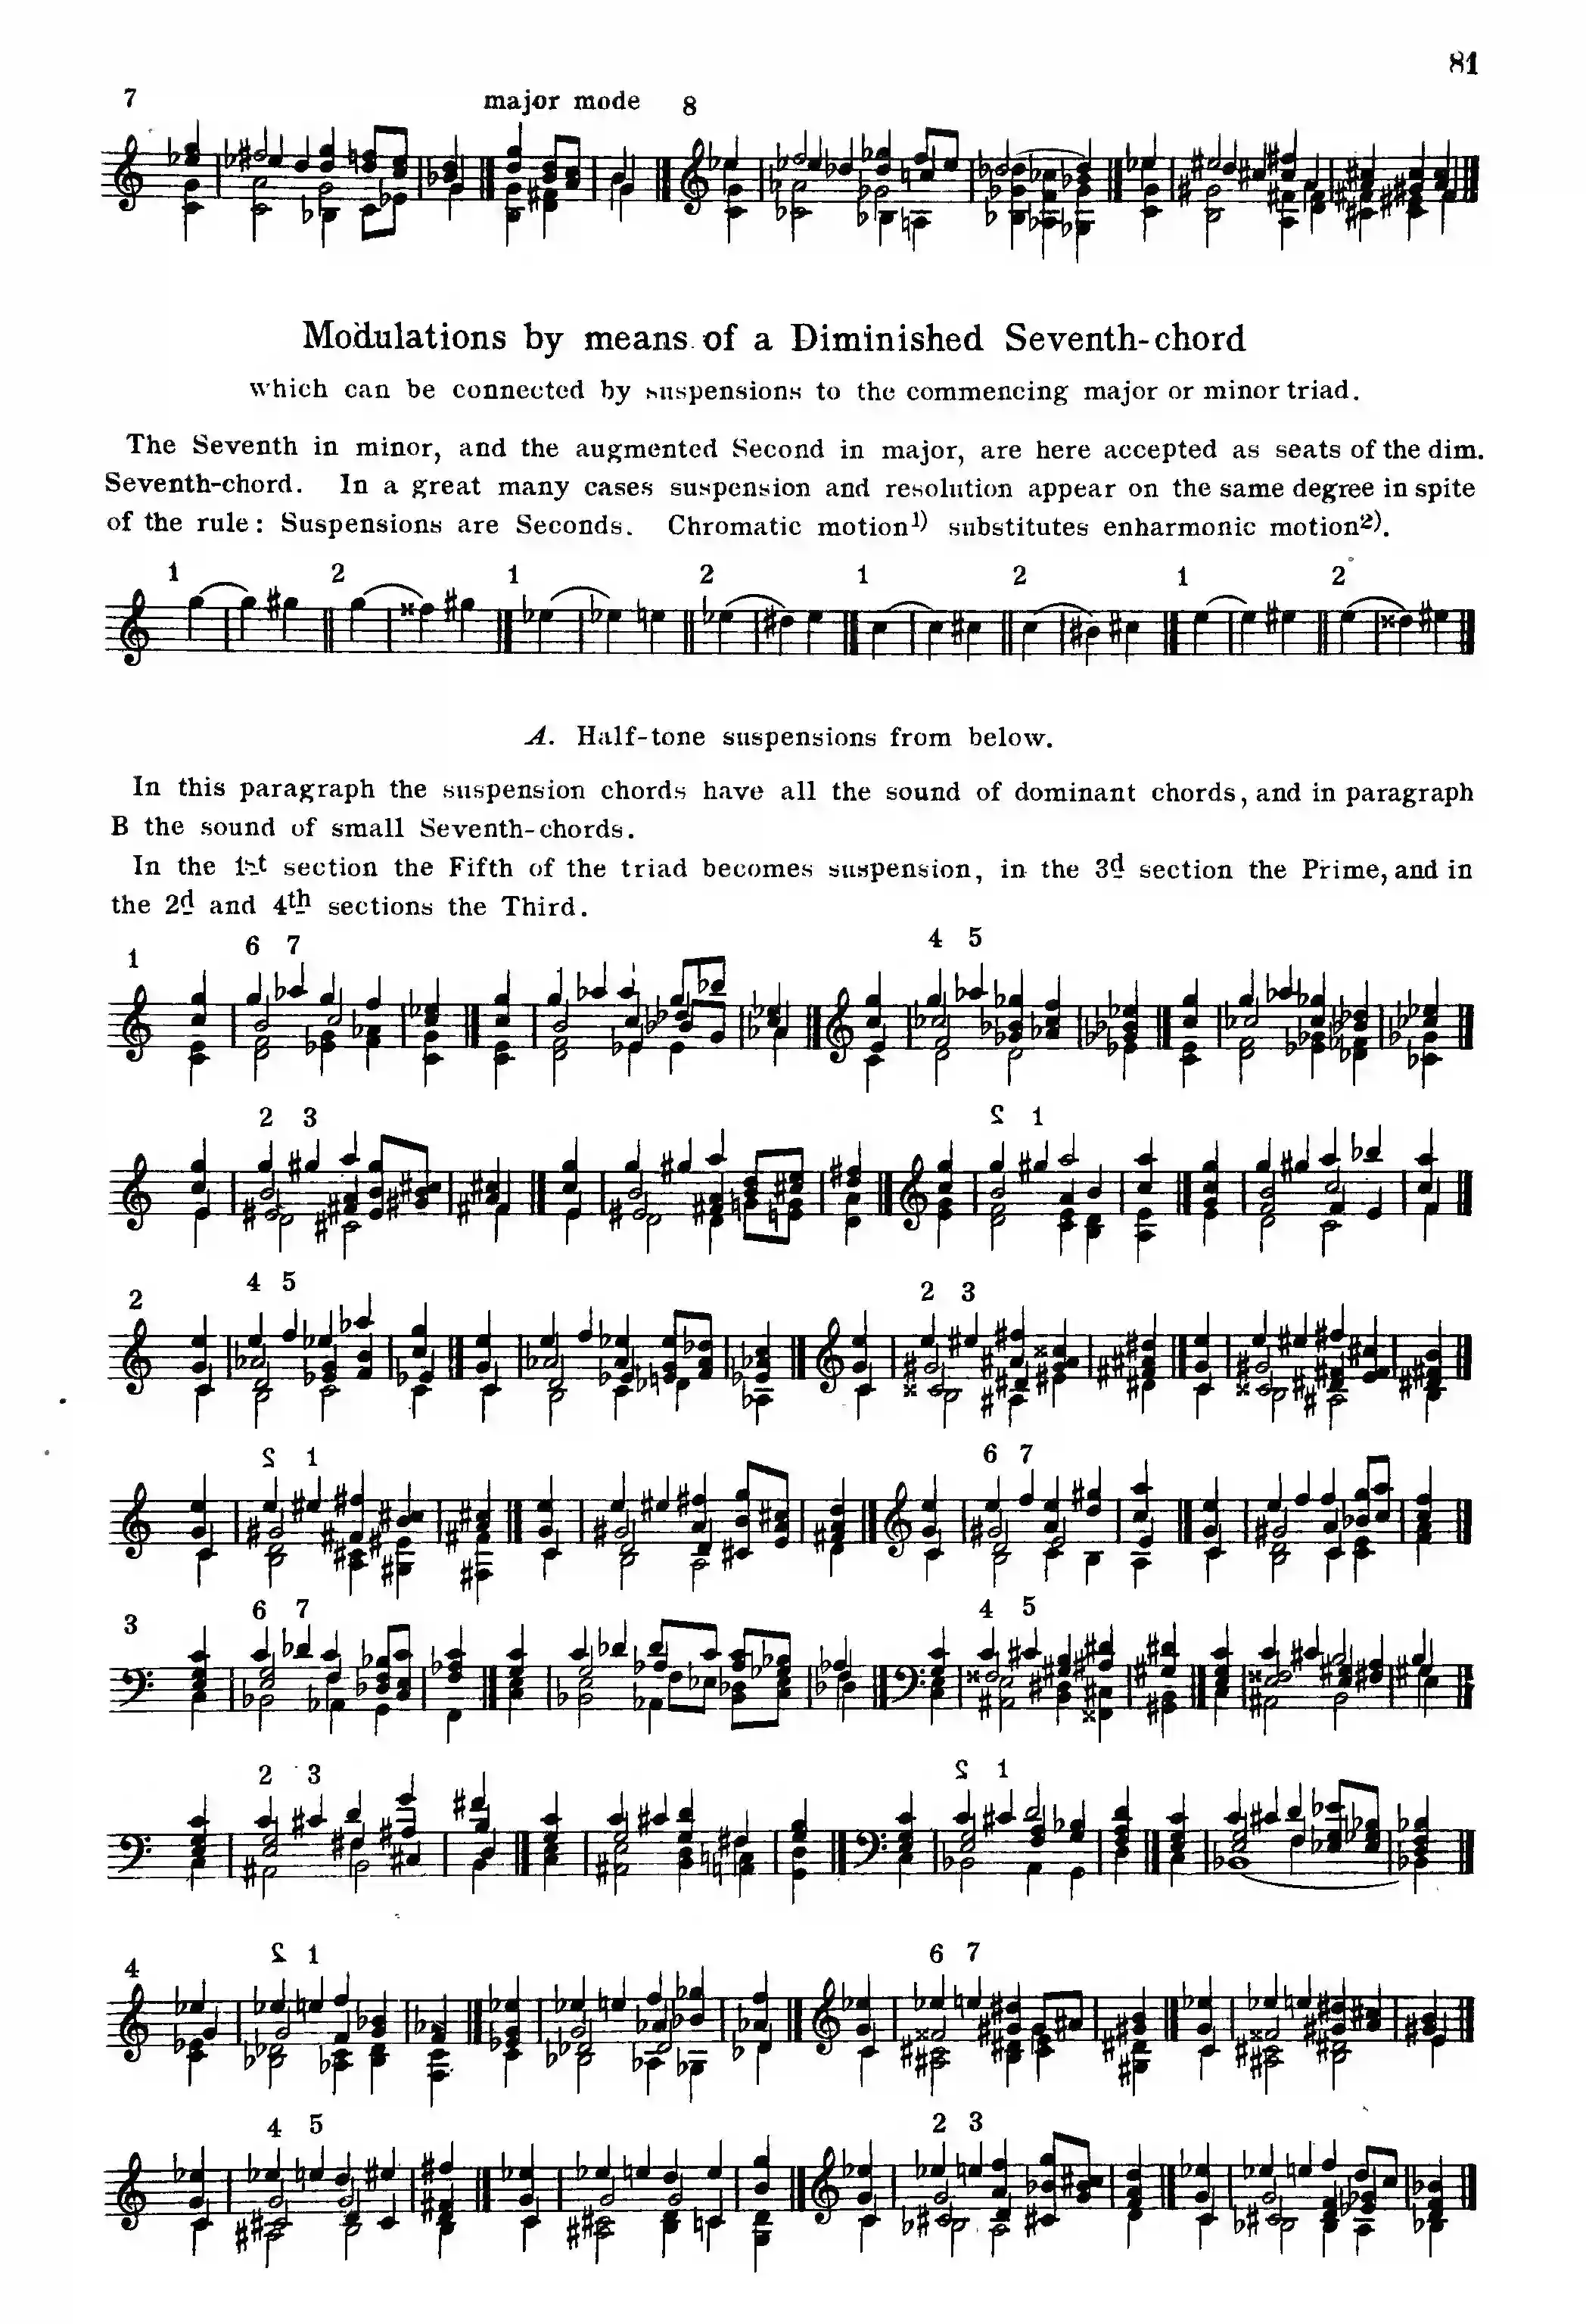 81
7 major mode 8
Modulations by means of a Diminished Seventh-chord
which can be connected by suspensions to the commencing major or minor triad.
The Seventh in minor, and the augmented Second in major, are here accepted as seats of the dim.
Seventh-chord. In a great many cases suspension and resolution appear on the same degree in spite
of the rule: Suspensions are Seconds. Chromatic motion1) substitutes enharmonic motion2).
1 2 1 2 1 2 1 2
A. Half-tone suspensions from below.
In this paragraph the suspension chords have all the sound of dominant chords, and in paragraph
B the sound of small Seventh-chords.
In the 1st section the Fifth of the triad becomes suspension, in the 3d section the Prime, and in
the 2d and 4th sections the Third.
1 6 7 4 5
2 3 2 1
2 4 5 2 3
2 1 6 7
3 6 7 4 5
2 3 2 1
4 2 1 6 7
4 5 2 3